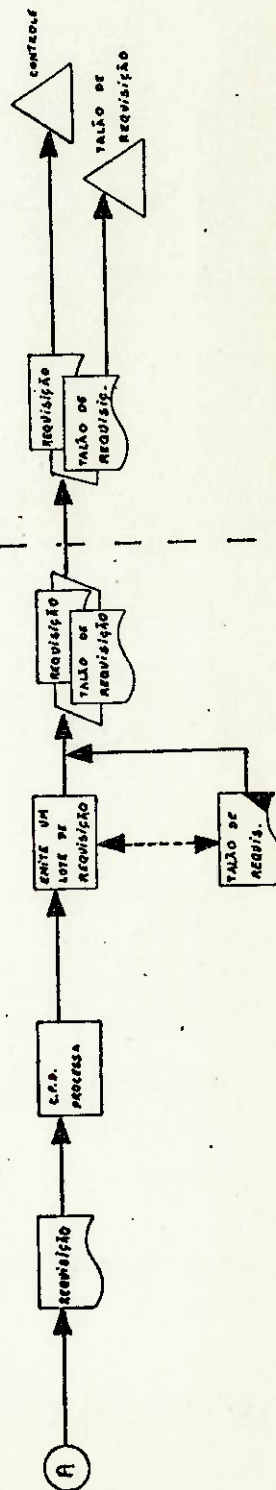 A
REQUISIÇÃO
C.P.D.
PROCESSA
EMITE UM
LOTE DE
REQUISIÇÃO
TALÃO DE
REQUIS.
REQUISIÇÃO
TALÃO DE
REQUISIÇÃO
REQUISIÇÃO
TALÃO DE
REQUISIÇ.
CONTROLE
TALÃO DE
REQUISIÇÃO